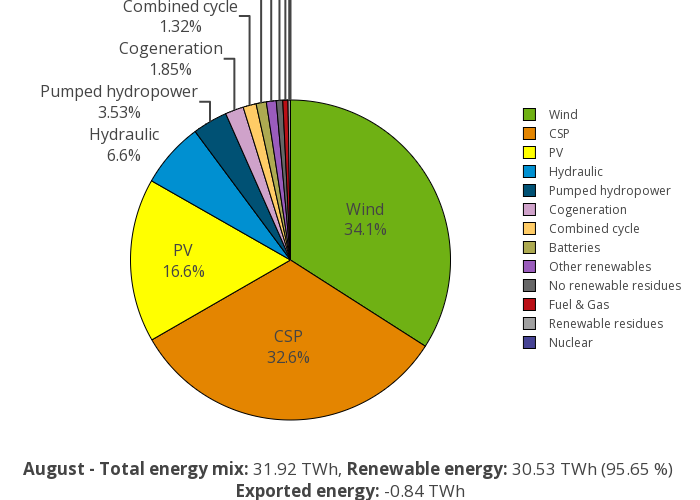 Combined cycle
1.32%
Cogeneration
1.85%
Pumped hydropower
3.53%
Hydraulic
6.6%
Wind
34.1%
PV
16.6%
CSP
32.6%
Wind
CSP
PV
Hydraulic
Pumped hydropower
Cogeneration
Combined cycle
Batteries
Other renewables
No renewable residues
Fuel & Gas
Renewable residues
Nuclear
August - Total energy mix: 31.92 TWh, Renewable energy: 30.53 TWh (95.65 %)
Exported energy: -0.84 TWh